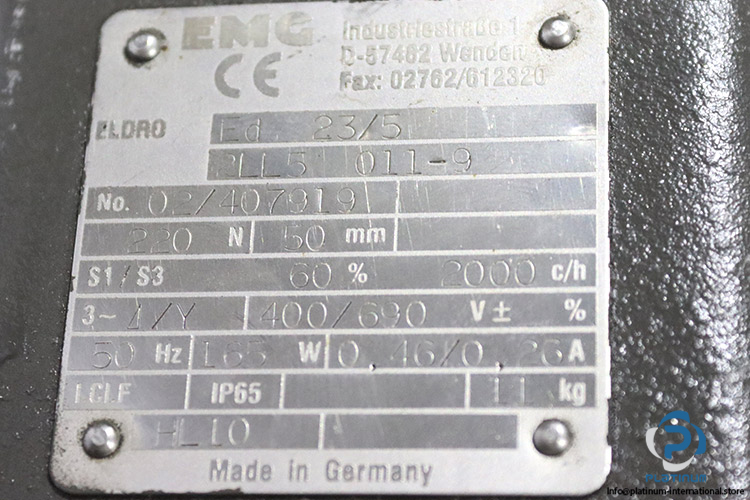 EMG
Industriestraße 1
D-57482 Wenden
Fax: 02762/612320
CE
ELDRO Ed 23/5
2LL5 011-9
No. 02/407919
220 N 50 mm
S1/S3 60 % 2000 c/h
3~ Δ/Y 400/690 V ± %
50 Hz 165 W 0.46/0.26 A
I CI.F IP65 11 kg
HL10
Made in Germany
PLATINUM
info@platinum-international.store